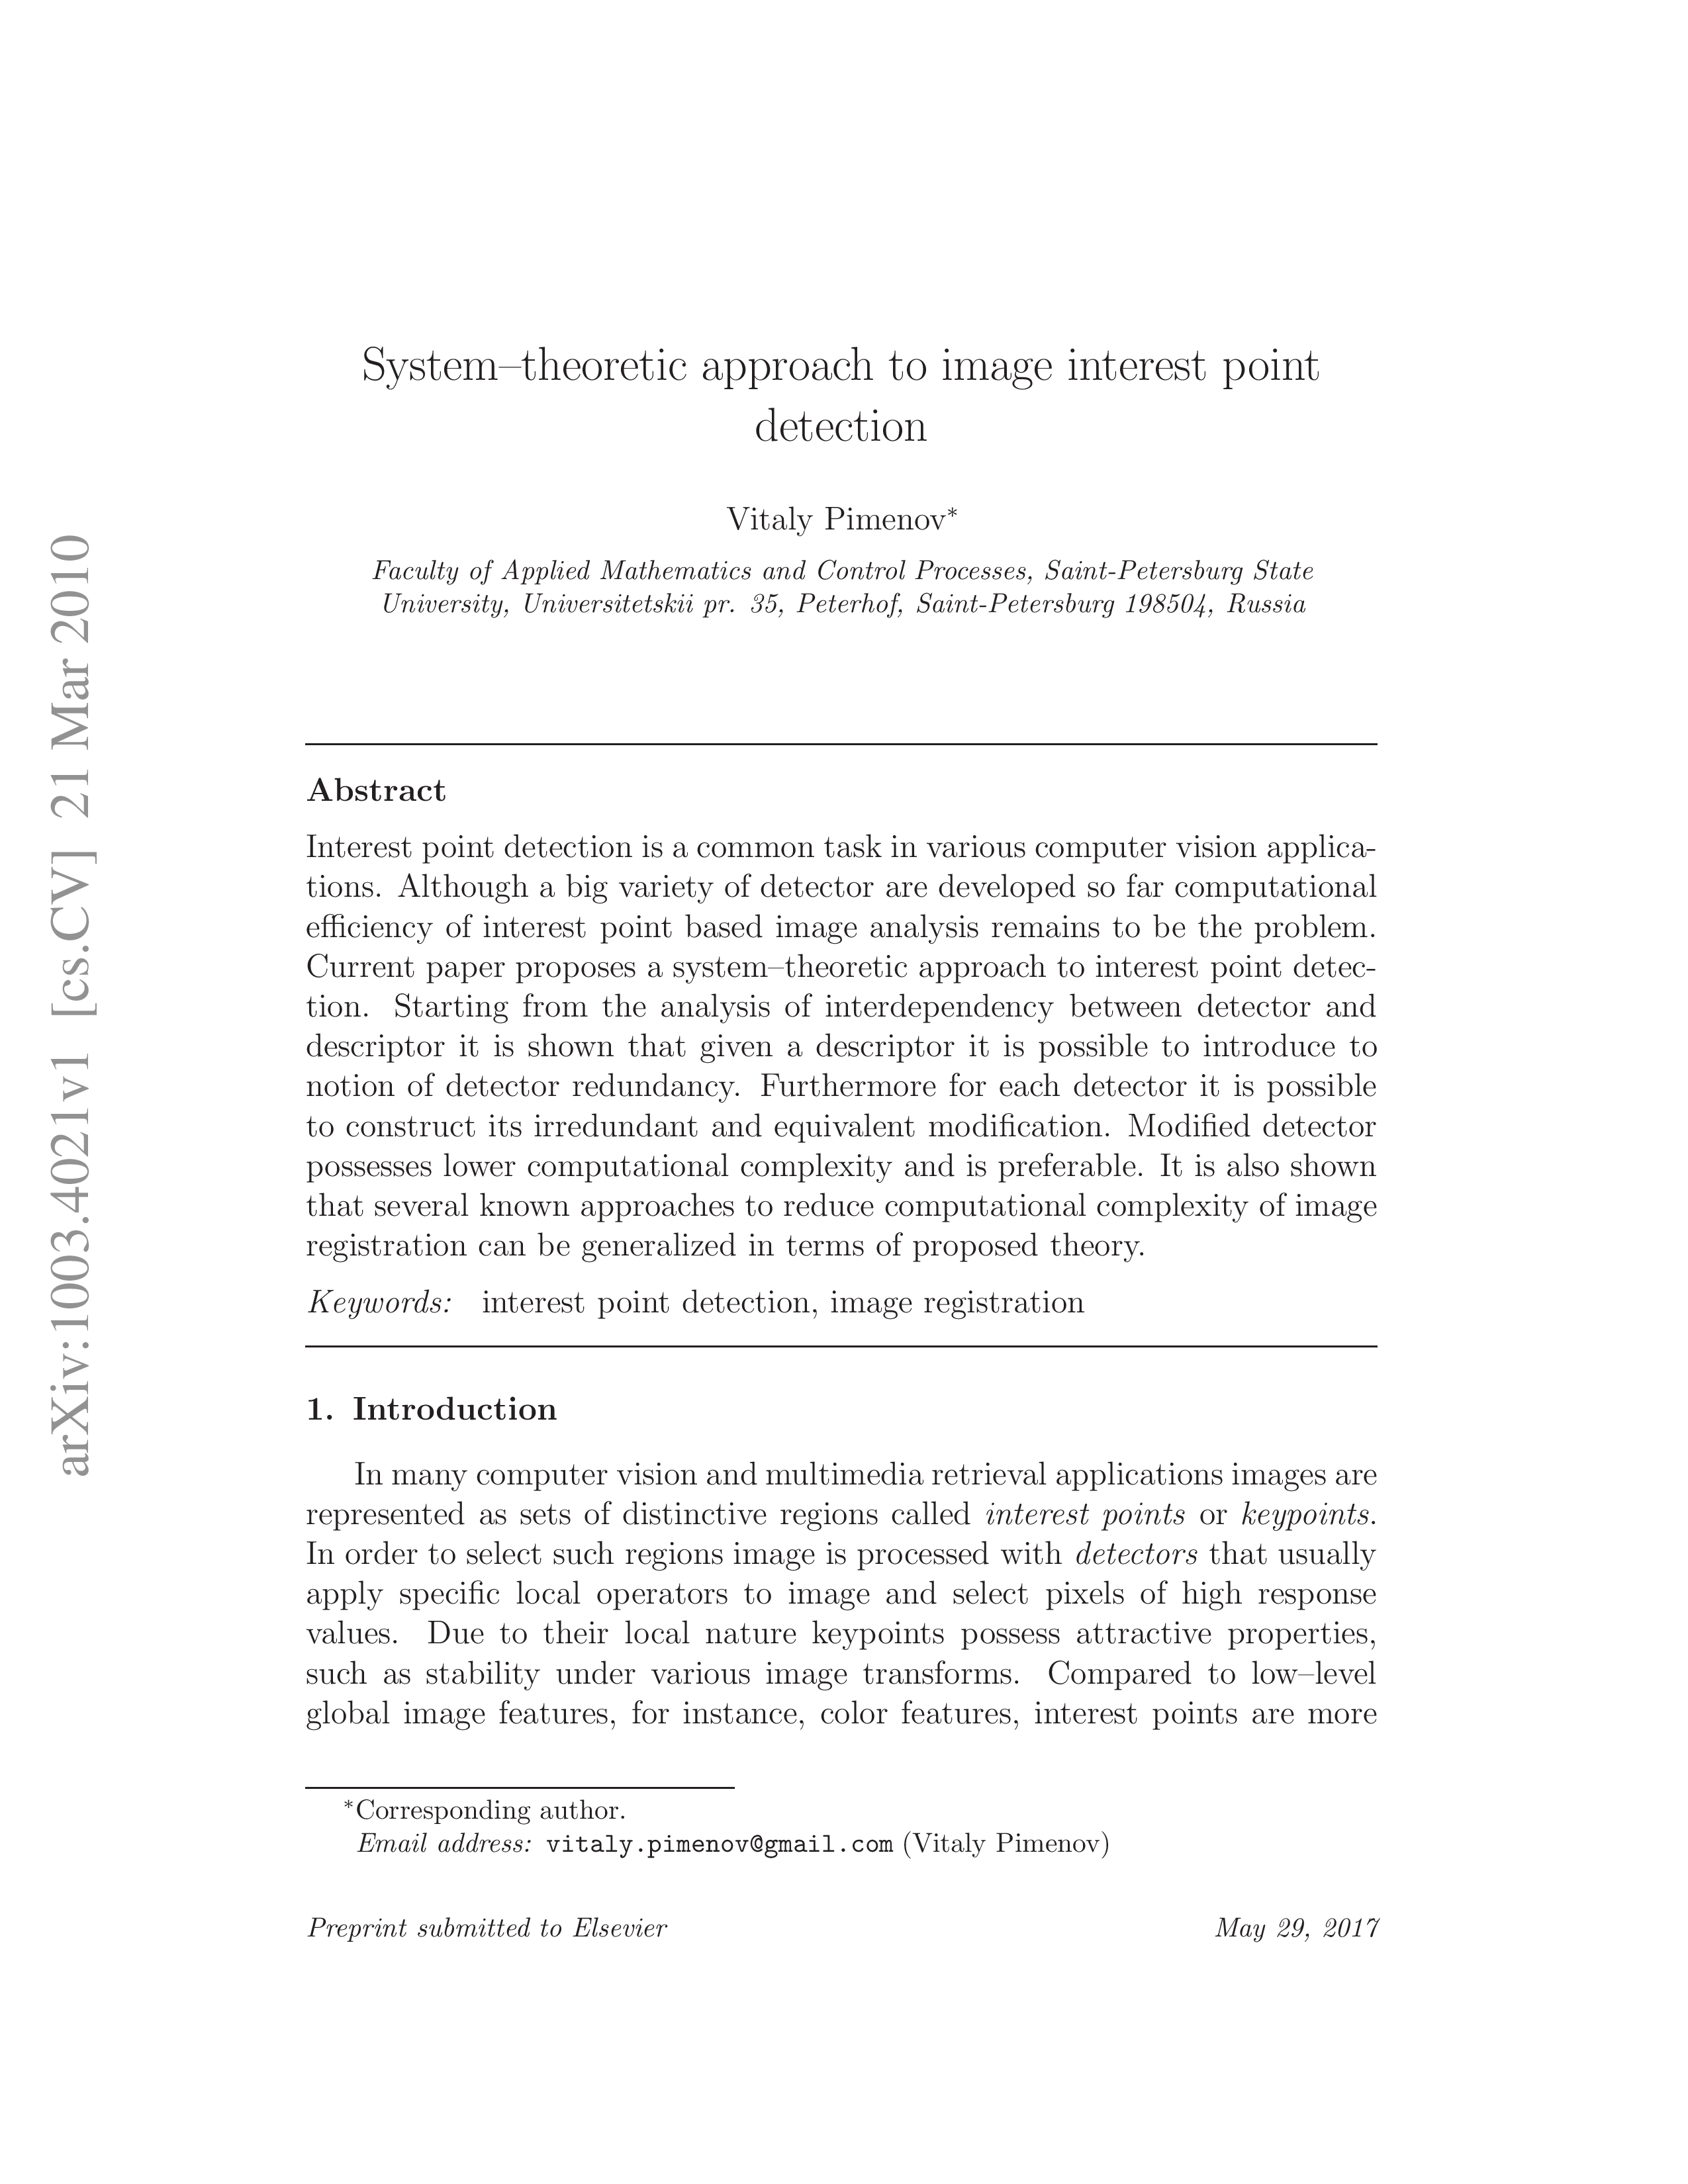 System–theoretic approach to image interest point
detection
Vitaly Pimenov*
Faculty of Applied Mathematics and Control Processes, Saint-Petersburg State
University, Universitetskii pr. 35, Peterhof, Saint-Petersburg 198504, Russia
Abstract
Interest point detection is a common task in various computer vision applica-
tions. Although a big variety of detector are developed so far computational
efficiency of interest point based image analysis remains to be the problem.
Current paper proposes a system–theoretic approach to interest point detec-
tion. Starting from the analysis of interdependency between detector and
descriptor it is shown that given a descriptor it is possible to introduce to
notion of detector redundancy. Furthermore for each detector it is possible
to construct its irredundant and equivalent modification. Modified detector
possesses lower computational complexity and is preferable. It is also shown
that several known approaches to reduce computational complexity of image
registration can be generalized in terms of proposed theory.
Keywords: interest point detection, image registration
1. Introduction
In many computer vision and multimedia retrieval applications images are
represented as sets of distinctive regions called interest points or keypoints.
In order to select such regions image is processed with detectors that usually
apply specific local operators to image and select pixels of high response
values. Due to their local nature keypoints possess attractive properties,
such as stability under various image transforms. Compared to low–level
global image features, for instance, color features, interest points are more
*Corresponding author.
Email address: vitaly.pimenov@gmail.com (Vitaly Pimenov)
Preprint submitted to Elsevier May 29, 2017
arXiv:1003.4021v1 [cs.CV] 21 Mar 2010